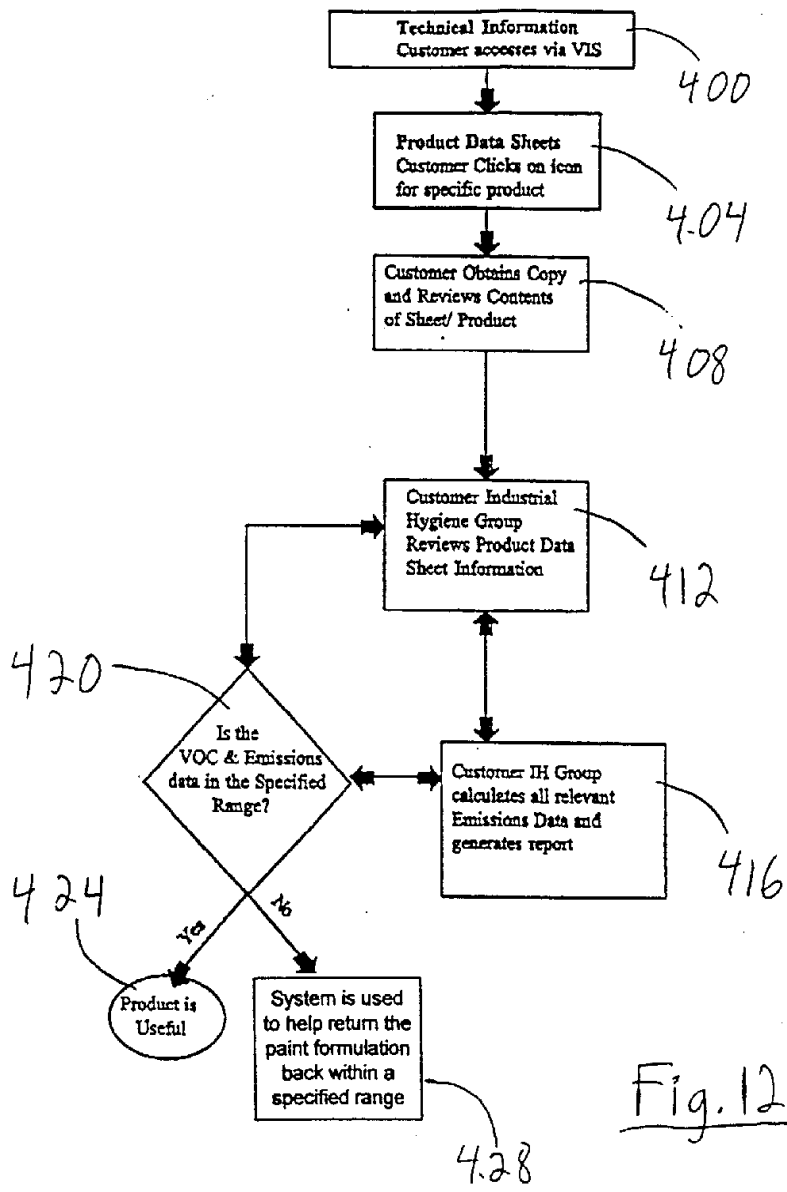 Technical Information
Customer accesses via VIS
400
Product Data Sheets
Customer Clicks on icon
for specific product
404
Customer Obtains Copy
and Reviews Contents
of Sheet/ Product
408
Customer Industrial
Hygiene Group
Reviews Product Data
Sheet Information
412
420
Is the
VOC & Emissions
data in the Specified
Range?
Customer IH Group
calculates all relevant
Emissions Data and
generates report
416
424
Yes
No
Product is
Useful
System is used
to help return the
paint formulation
back within a
specified range
428
Fig. 12